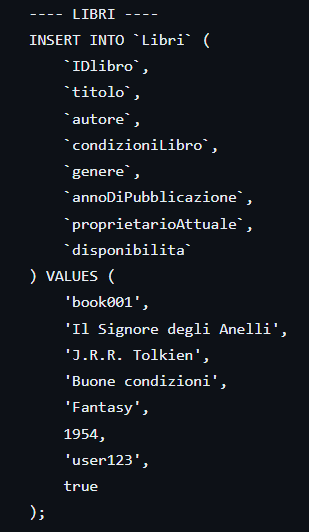 ---- LIBRI ----
INSERT INTO `Libri` (
`IDlibro`,
`titolo`,
`autore`,
`condizioniLibro`,
`genere`,
`annoDiPubblicazione`,
`proprietarioAttuale`,
`disponibilita`
) VALUES (
'book001',
'Il Signore degli Anelli',
'J.R.R. Tolkien',
'Buone condizioni',
'Fantasy',
1954,
'user123',
true
);